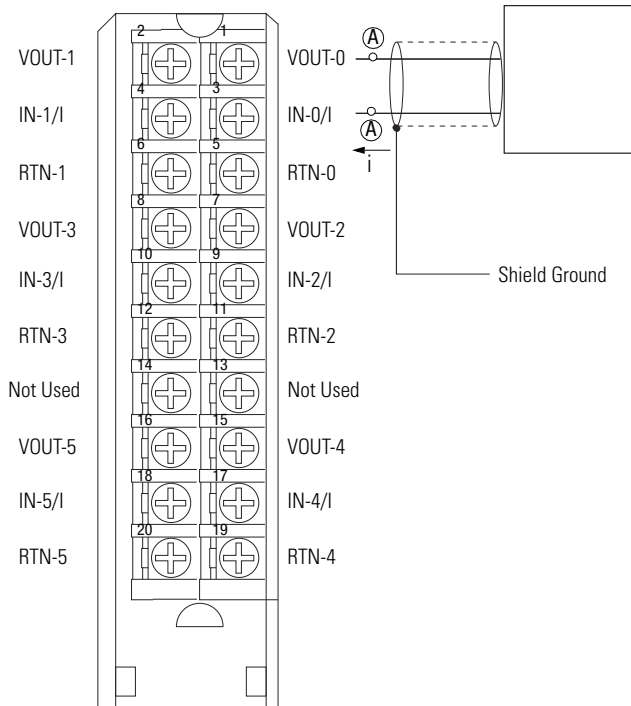 2 1
VOUT-1 VOUT-0 A
4 3
IN-1/I IN-0/I A
i
6 5
RTN-1 RTN-0
8 7
VOUT-3 VOUT-2
10 9
IN-3/I IN-2/I Shield Ground
12 11
RTN-3 RTN-2
14 13
Not Used Not Used
16 15
VOUT-5 VOUT-4
18 17
IN-5/I IN-4/I
20 19
RTN-5 RTN-4